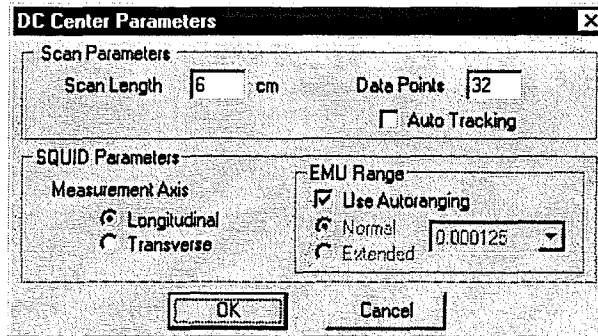 DC Center Parameters
Scan Parameters
Scan Length 6 cm Data Points 32
Auto Tracking
SQUID Parameters
Measurement Axis
Longitudinal
Transverse
EMU Range
Use Autoranging
Normal 0.000125
Extended
OK Cancel